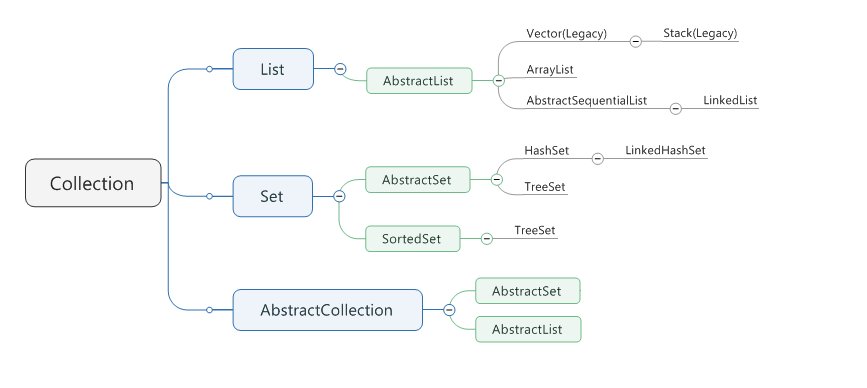 Collection
List
AbstractList
Vector(Legacy)
Stack(Legacy)
ArrayList
AbstractSequentialList
LinkedList
Set
AbstractSet
HashSet
LinkedHashSet
TreeSet
SortedSet
TreeSet
AbstractCollection
AbstractSet
AbstractList